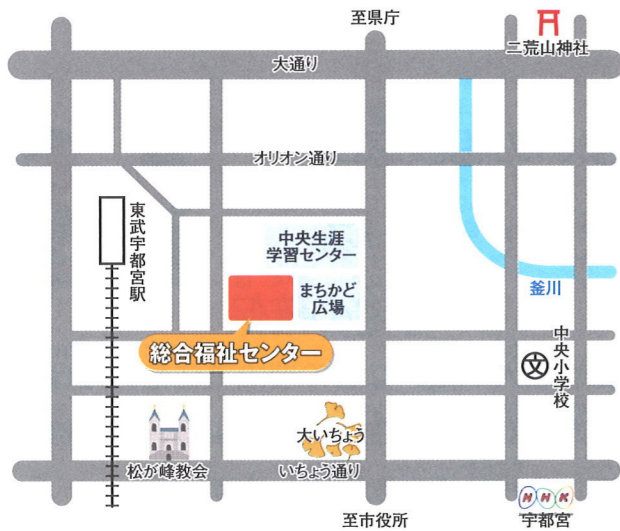 至県庁
二荒山神社
大通り
オリオン通り
東武宇都宮駅
中央生涯
学習センター
まちかど
広場
釜川
総合福祉センター
中央小学校
文
大いちょう
松が峰教会
いちょう通り
NHK
宇都宮
至市役所